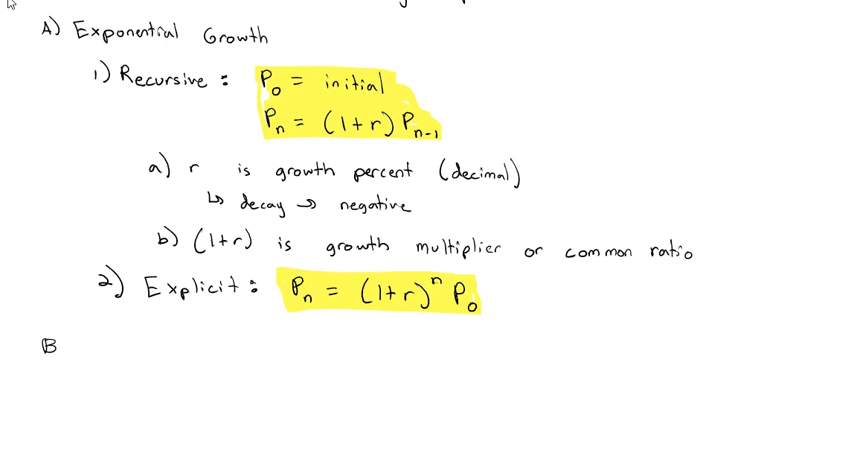 A) Exponential Growth
1) Recursive : P₀ = initial
Pₙ = (1+r) Pₙ₋₁
a) r is growth percent (decimal)
↳ decay → negative
b) (1+r) is growth multiplier or common ratio
2) Explicit : Pₙ = (1+r)ⁿ P₀
B